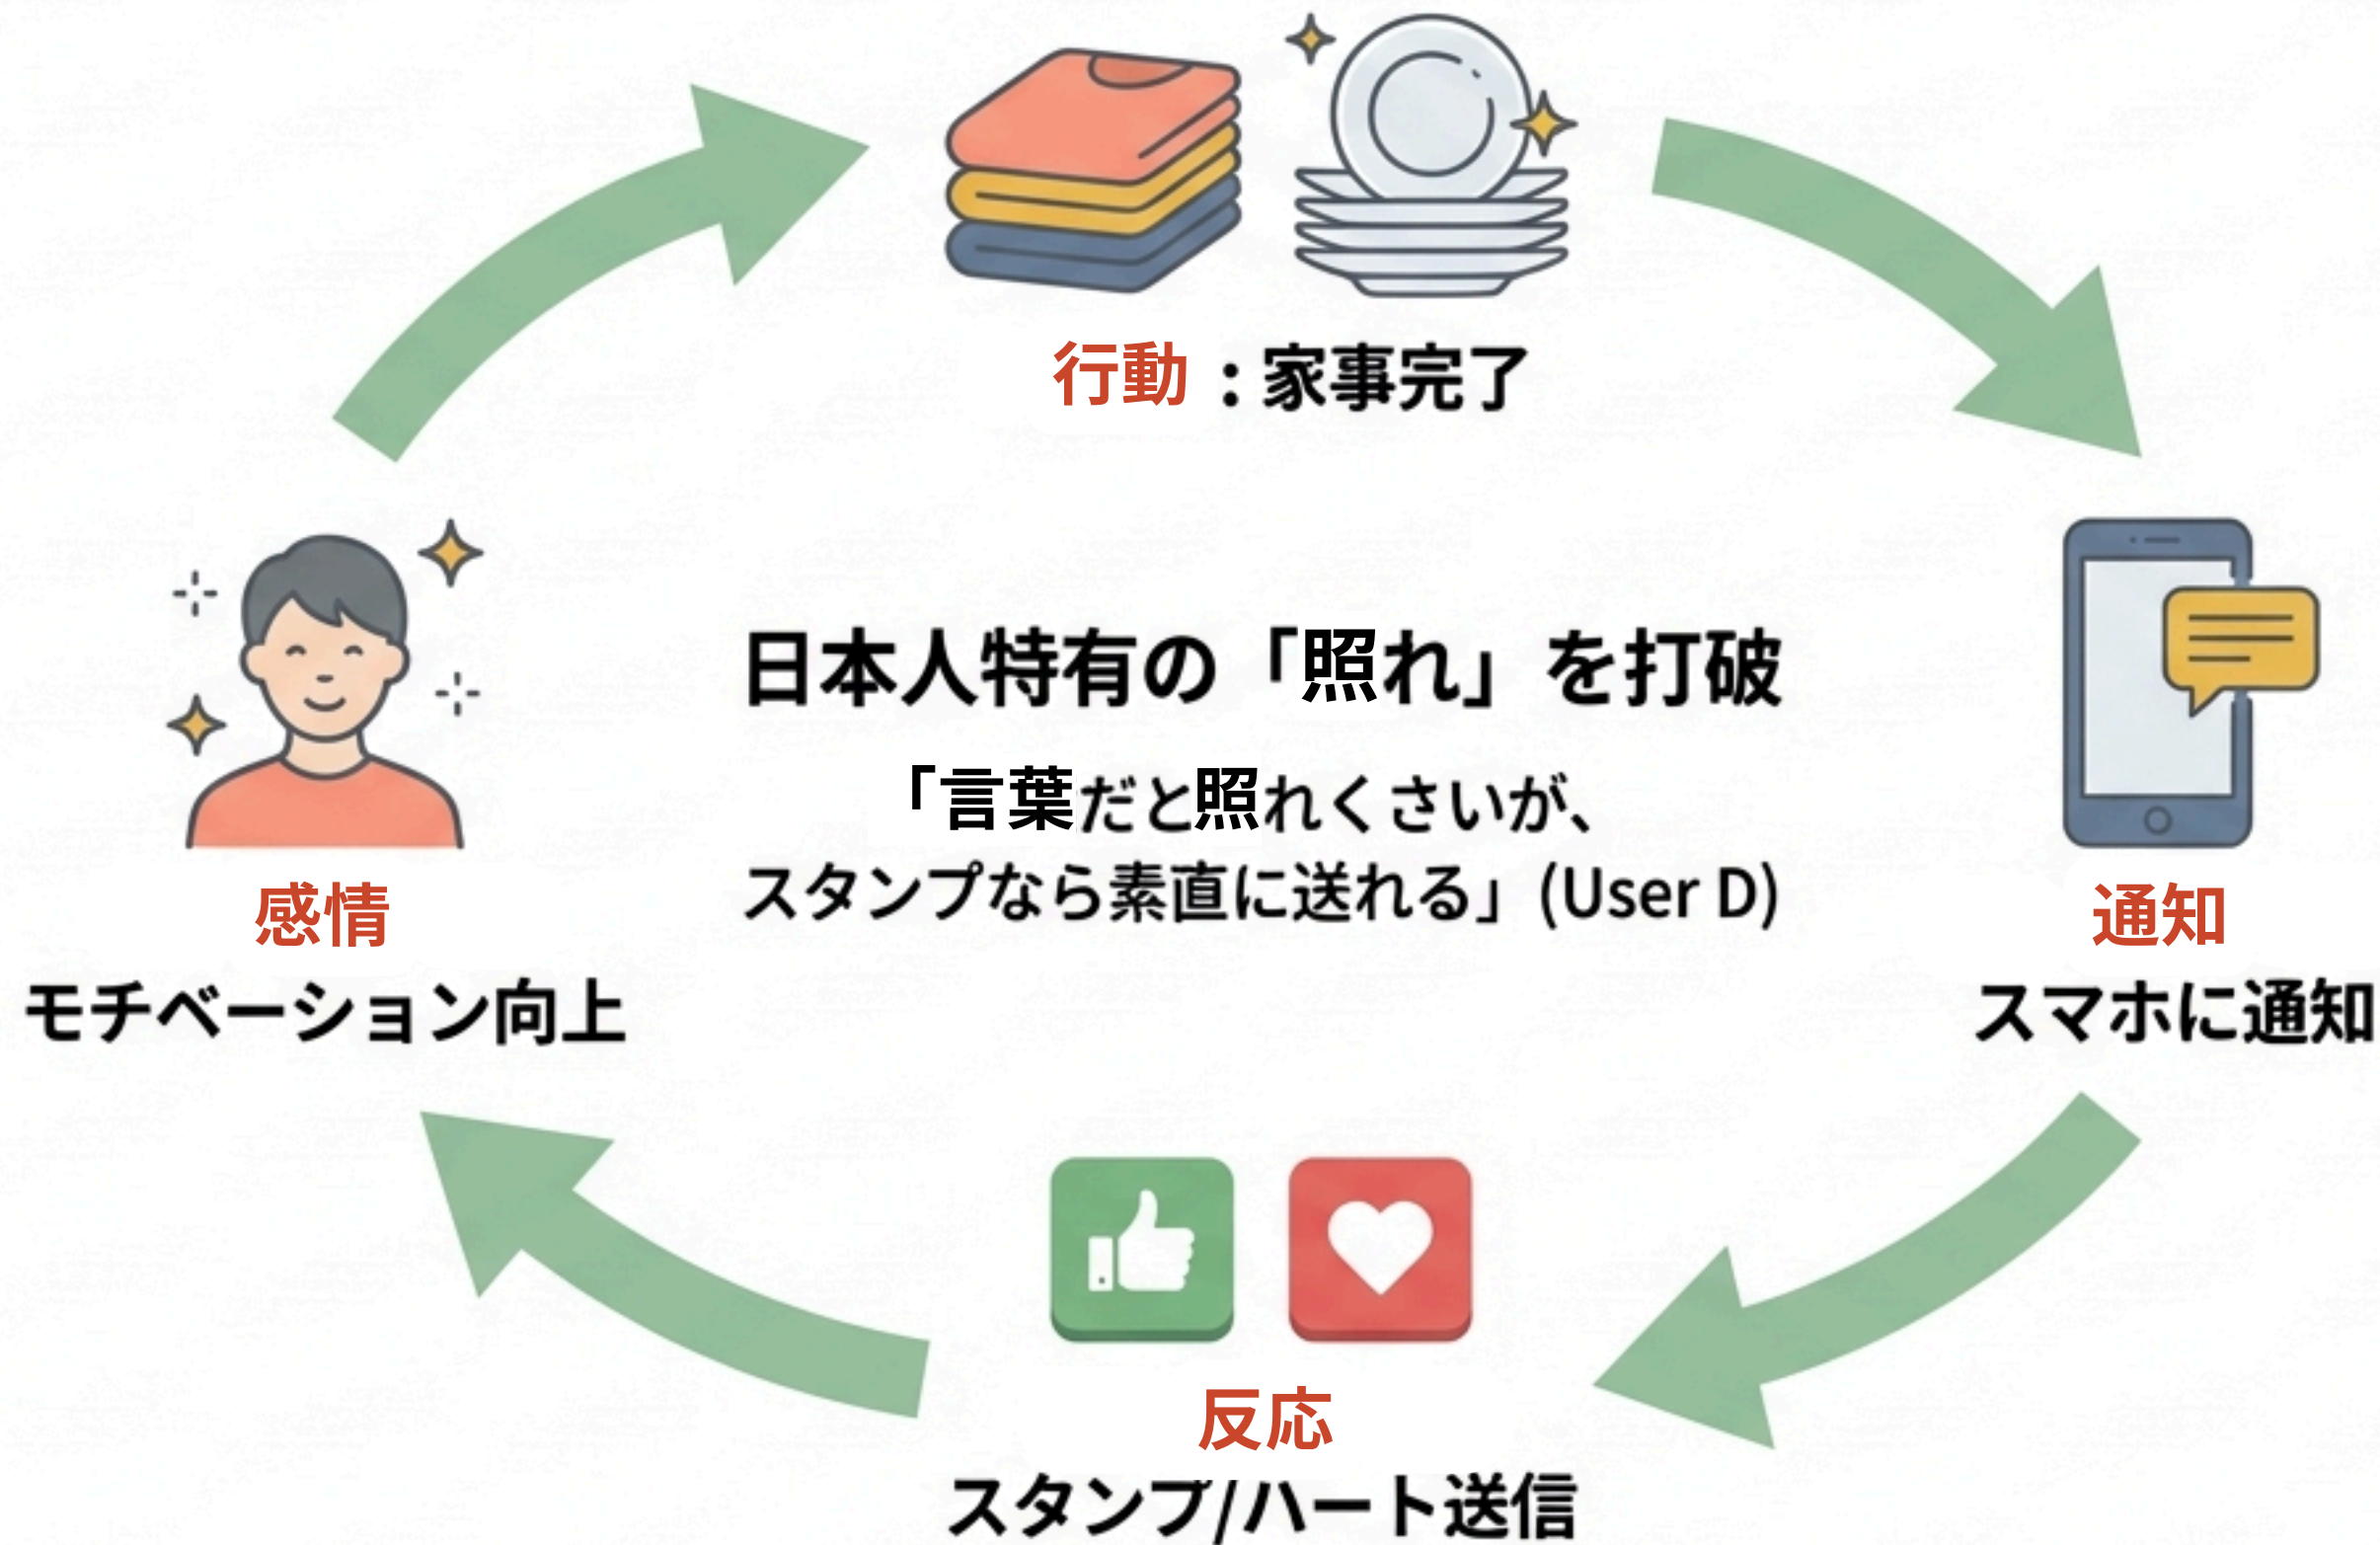 行動：家事完了
日本人特有の「照れ」を打破
「言葉だと照れくさいが、
スタンプなら素直に送れる」(User D)
感情
モチベーション向上
通知
スマホに通知
反応
スタンプ/ハート送信